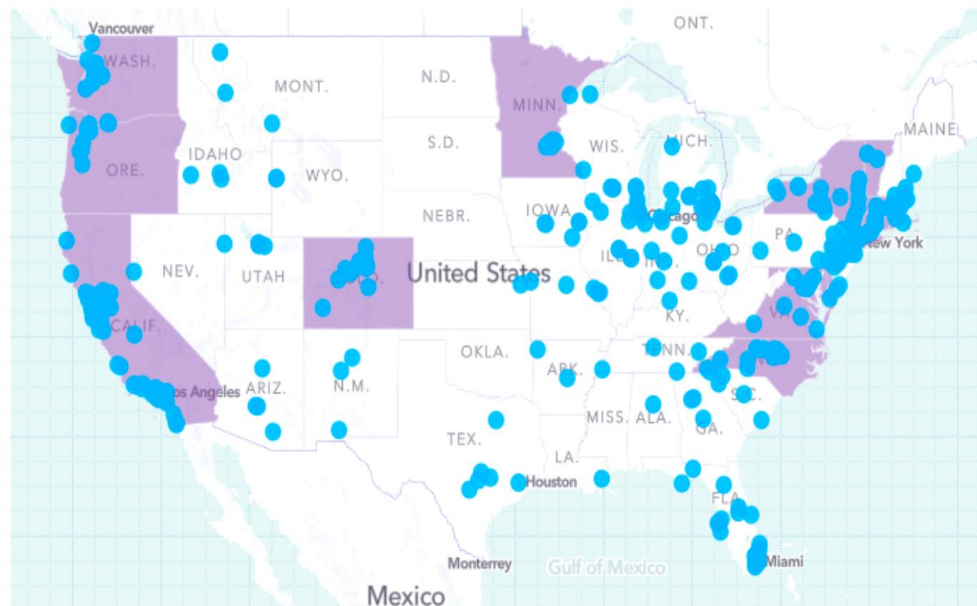 Vancouver
ONT.
WASH.
MONT.
N.D.
MINN.
MAINE
ORE.
IDAHO
S.D.
WIS.
MICH.
WYO.
NEBR.
IOWA
Chicago
NEV.
UTAH
United States
ILL.
IND.
OHIO
PA.
New York
CALIF.
KY.
VA.
Los Angeles
ARIZ.
N.M.
OKLA.
ARK.
TENN.
MISS.
ALA.
GA.
S.C.
TEX.
LA.
Houston
FLA.
Monterrey
Gulf of Mexico
Miami
Mexico